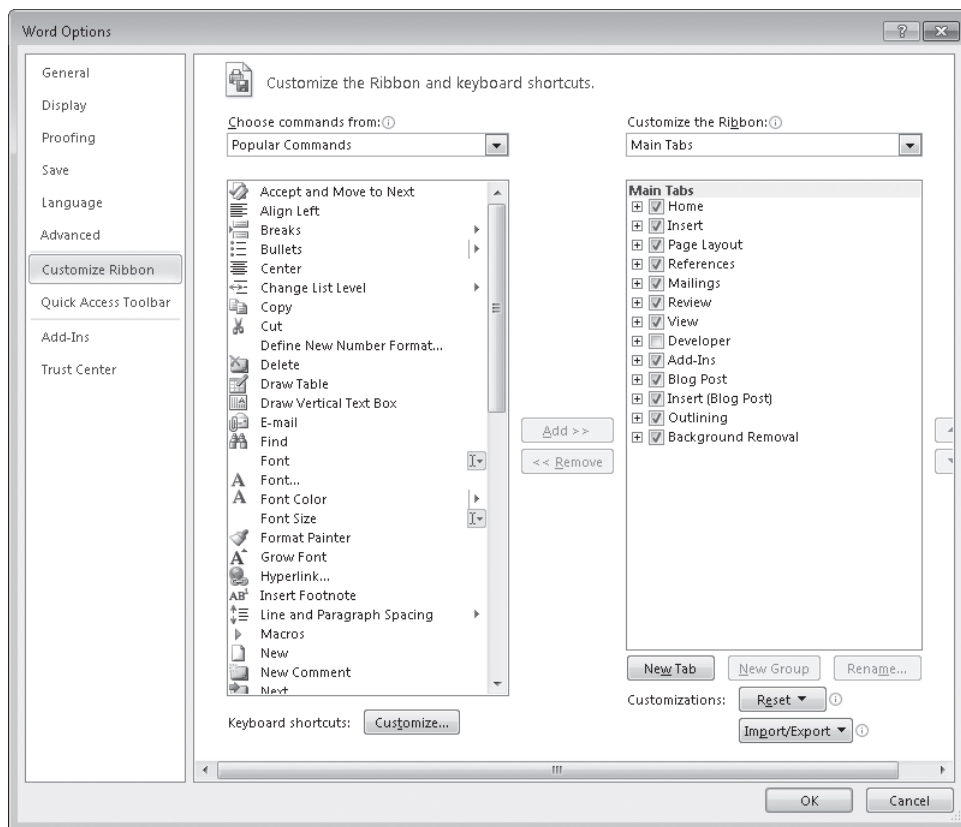 Word Options
General
Display
Proofing
Save
Language
Advanced
Customize Ribbon
Quick Access Toolbar
Add-Ins
Trust Center
Customize the Ribbon and keyboard shortcuts.
Choose commands from:
Popular Commands
Accept and Move to Next
Align Left
Breaks
Bullets
Center
Change List Level
Copy
Cut
Define New Number Format...
Delete
Draw Table
Draw Vertical Text Box
E-mail
Find
Font
Font...
Font Color
Font Size
Format Painter
Grow Font
Hyperlink...
Insert Footnote
Line and Paragraph Spacing
Macros
New
New Comment
Next
Keyboard shortcuts: Customize...
Add >>
<< Remove
Customize the Ribbon:
Main Tabs
Main Tabs
Home
Insert
Page Layout
References
Mailings
Review
View
Developer
Add-Ins
Blog Post
Insert (Blog Post)
Outlining
Background Removal
New Tab New Group Rename...
Customizations: Reset
Import/Export
OK Cancel